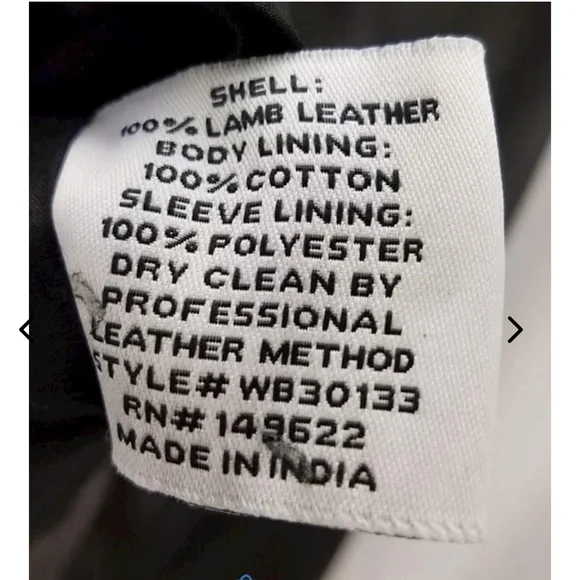 SHELL:
100% LAMB LEATHER
BODY LINING:
100% COTTON
SLEEVE LINING:
100% POLYESTER
DRY CLEAN BY
PROFESSIONAL
LEATHER METHOD
STYLE# WB30133
RN# 149622
MADE IN INDIA